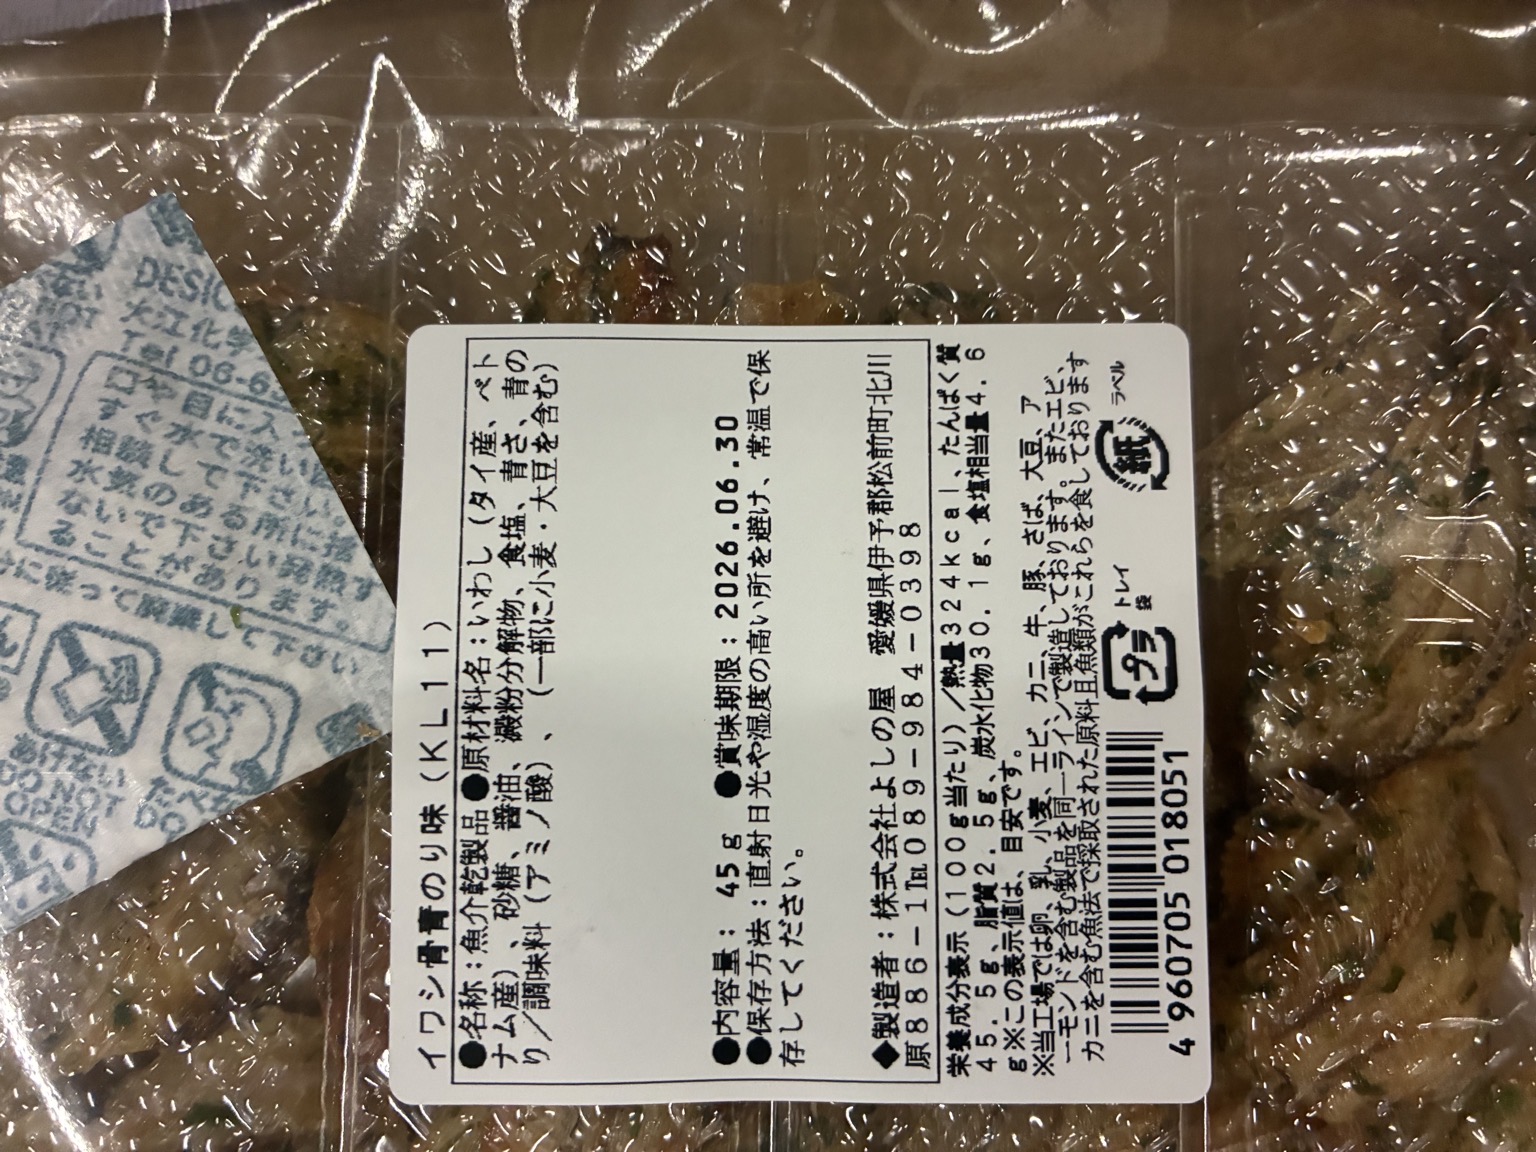 イワシ骨青のり味(KL11)
●名称:魚介乾製品 ●原材料名:いわし(タイ産、ベト
ナム産)、砂糖、醤油、澱粉分解物、食塩、青さ、青の
り/調味料(アミノ酸)、(一部に小麦・大豆を含む)
●内容量: 45g ●賞味期限:2026.06.30
●保存方法:直射日光や湿度の高い所を避け、常温で保
存してください。
◆製造者:株式会社よしの屋 愛媛県伊予郡松前町北川
原886-1℡089-984-0398
栄養成分表示(100g当たり)/熱量324kcal、たんぱく質
45.5g、脂質2.5g、炭水化物30.1g、食塩相当量4.6
g※この表示値は、目安です。
※当工場では卵、乳、小麦、エビ、カニ、牛、豚、さば、大豆、ア
ーモンドを含む製品を同一ラインで製造しております。またエビ、
カニを含む魚法で採取された原料且魚類がこれらを食しております
プラ トレイ 袋
紙 ラベル
4 960705 018051
DESIC
大江化学
Tel 06-6
口や目に入
すぐ水で洗い
相談して下さい
水気のある所に捨
ないで下さい発熱す
ることがあります。